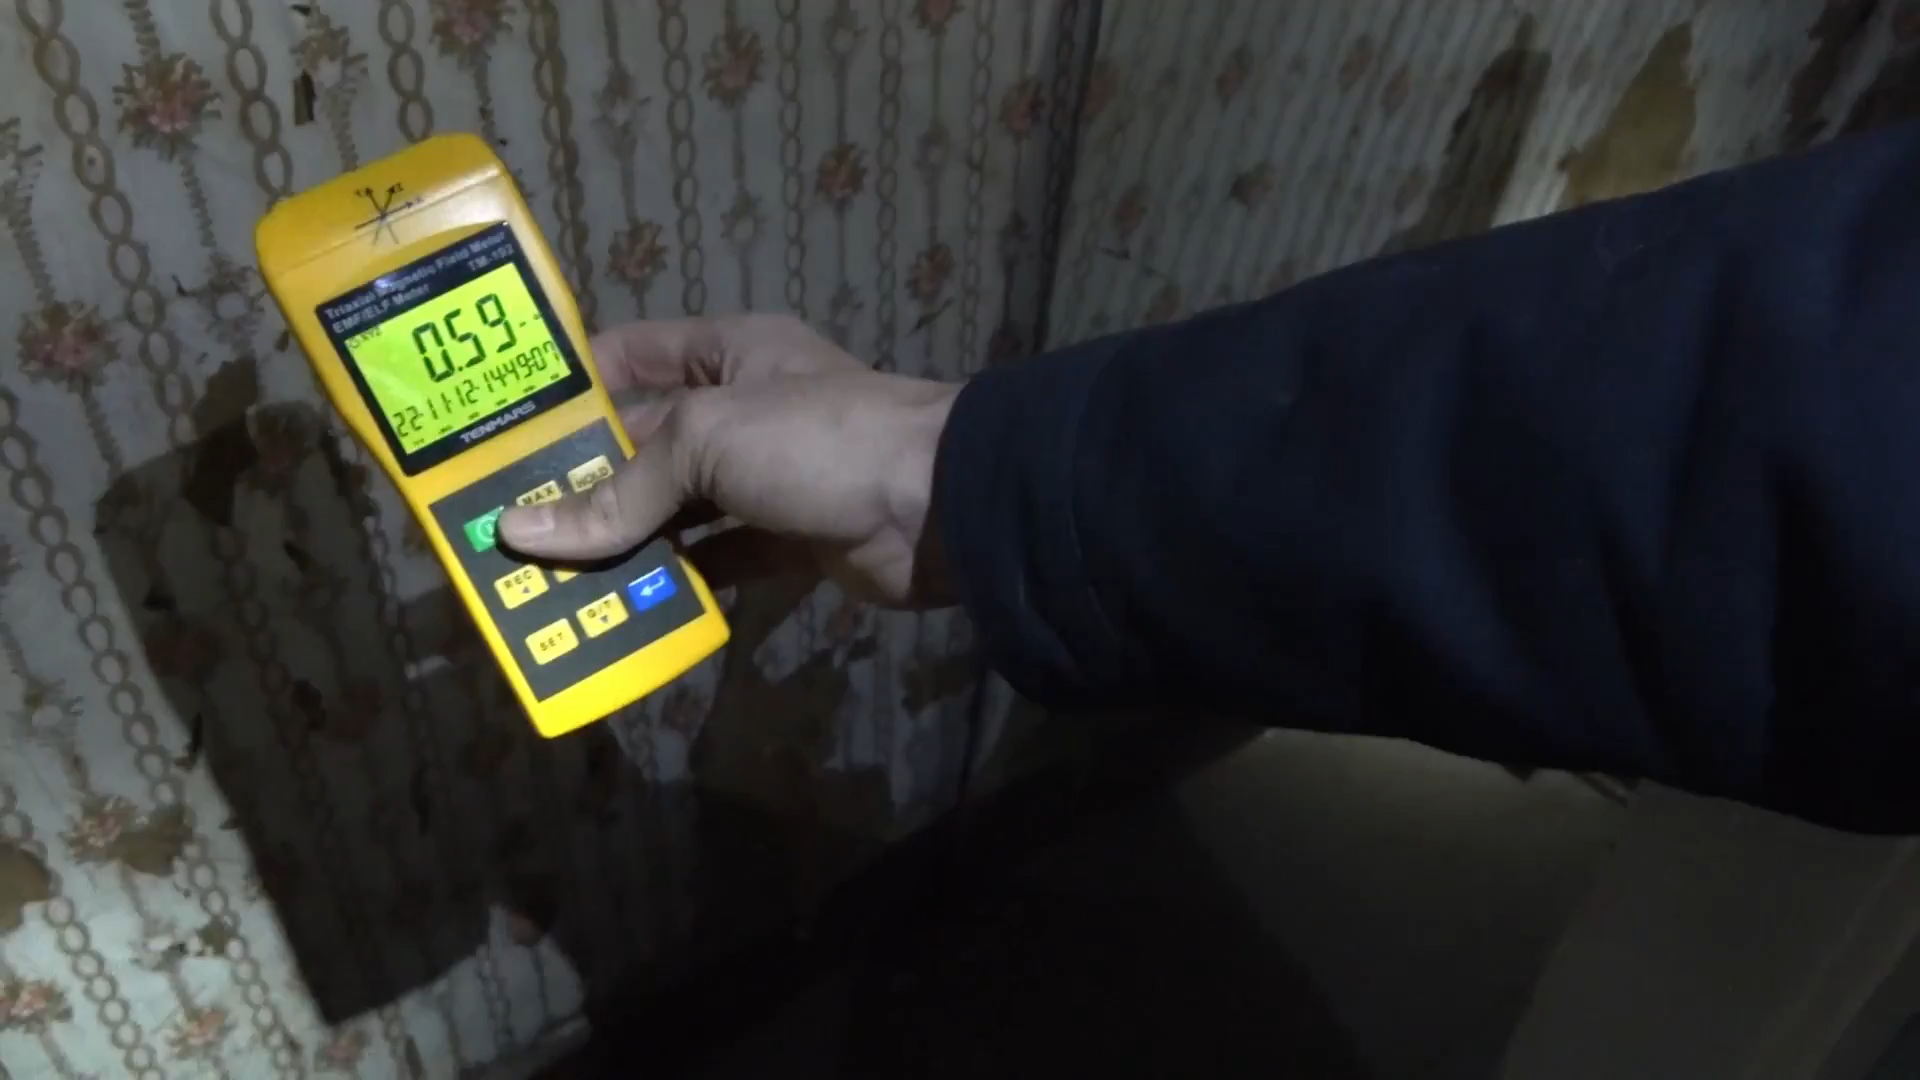 Triaxial Magnetic Field Meter
EMF/ELF Meter TM-192
0.59
22-11-12-14:49:07
TENMARS
MAX
HOLD
REC
G/T
SET